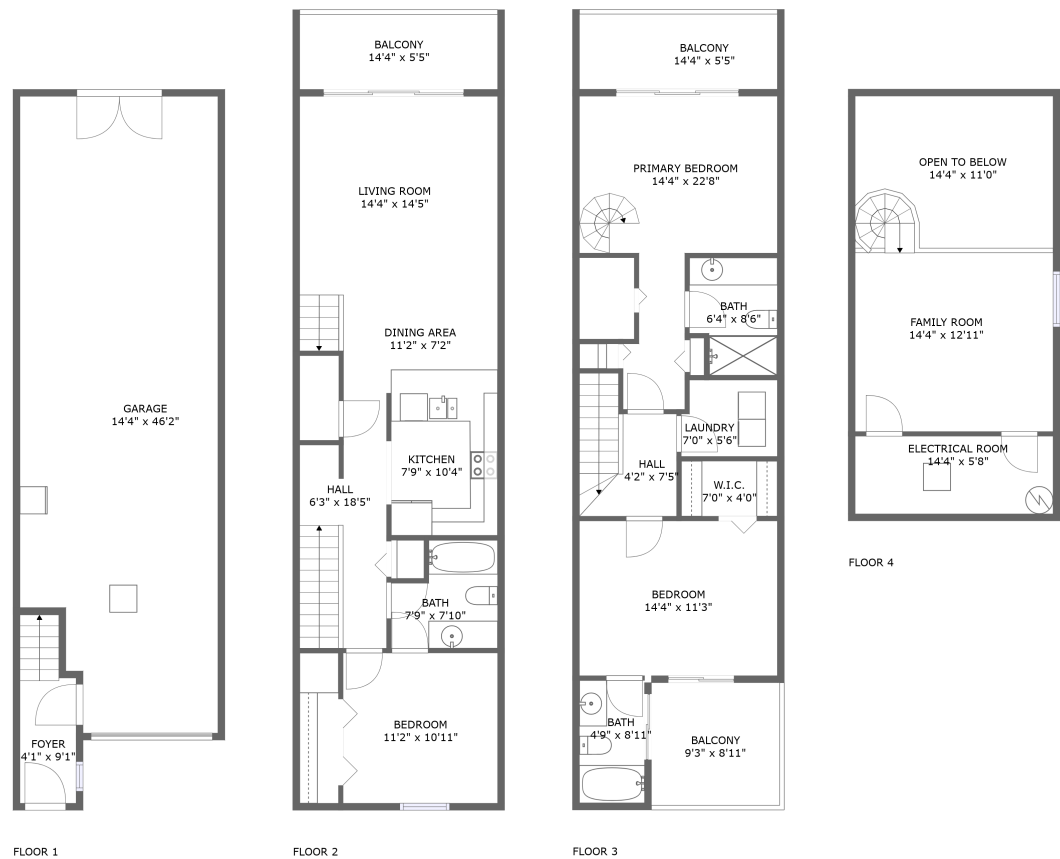 GARAGE
14'4" x 46'2"
FOYER
4'1" x 9'1"
FLOOR 1
BALCONY
14'4" x 5'5"
LIVING ROOM
14'4" x 14'5"
DINING AREA
11'2" x 7'2"
KITCHEN
7'9" x 10'4"
HALL
6'3" x 18'5"
BATH
7'9" x 7'10"
BEDROOM
11'2" x 10'11"
FLOOR 2
BALCONY
14'4" x 5'5"
PRIMARY BEDROOM
14'4" x 22'8"
BATH
6'4" x 8'6"
LAUNDRY
7'0" x 5'6"
HALL
4'2" x 7'5"
W.I.C.
7'0" x 4'0"
BEDROOM
14'4" x 11'3"
BATH
4'9" x 8'11"
BALCONY
9'3" x 8'11"
FLOOR 3
OPEN TO BELOW
14'4" x 11'0"
FAMILY ROOM
14'4" x 12'11"
ELECTRICAL ROOM
14'4" x 5'8"
FLOOR 4